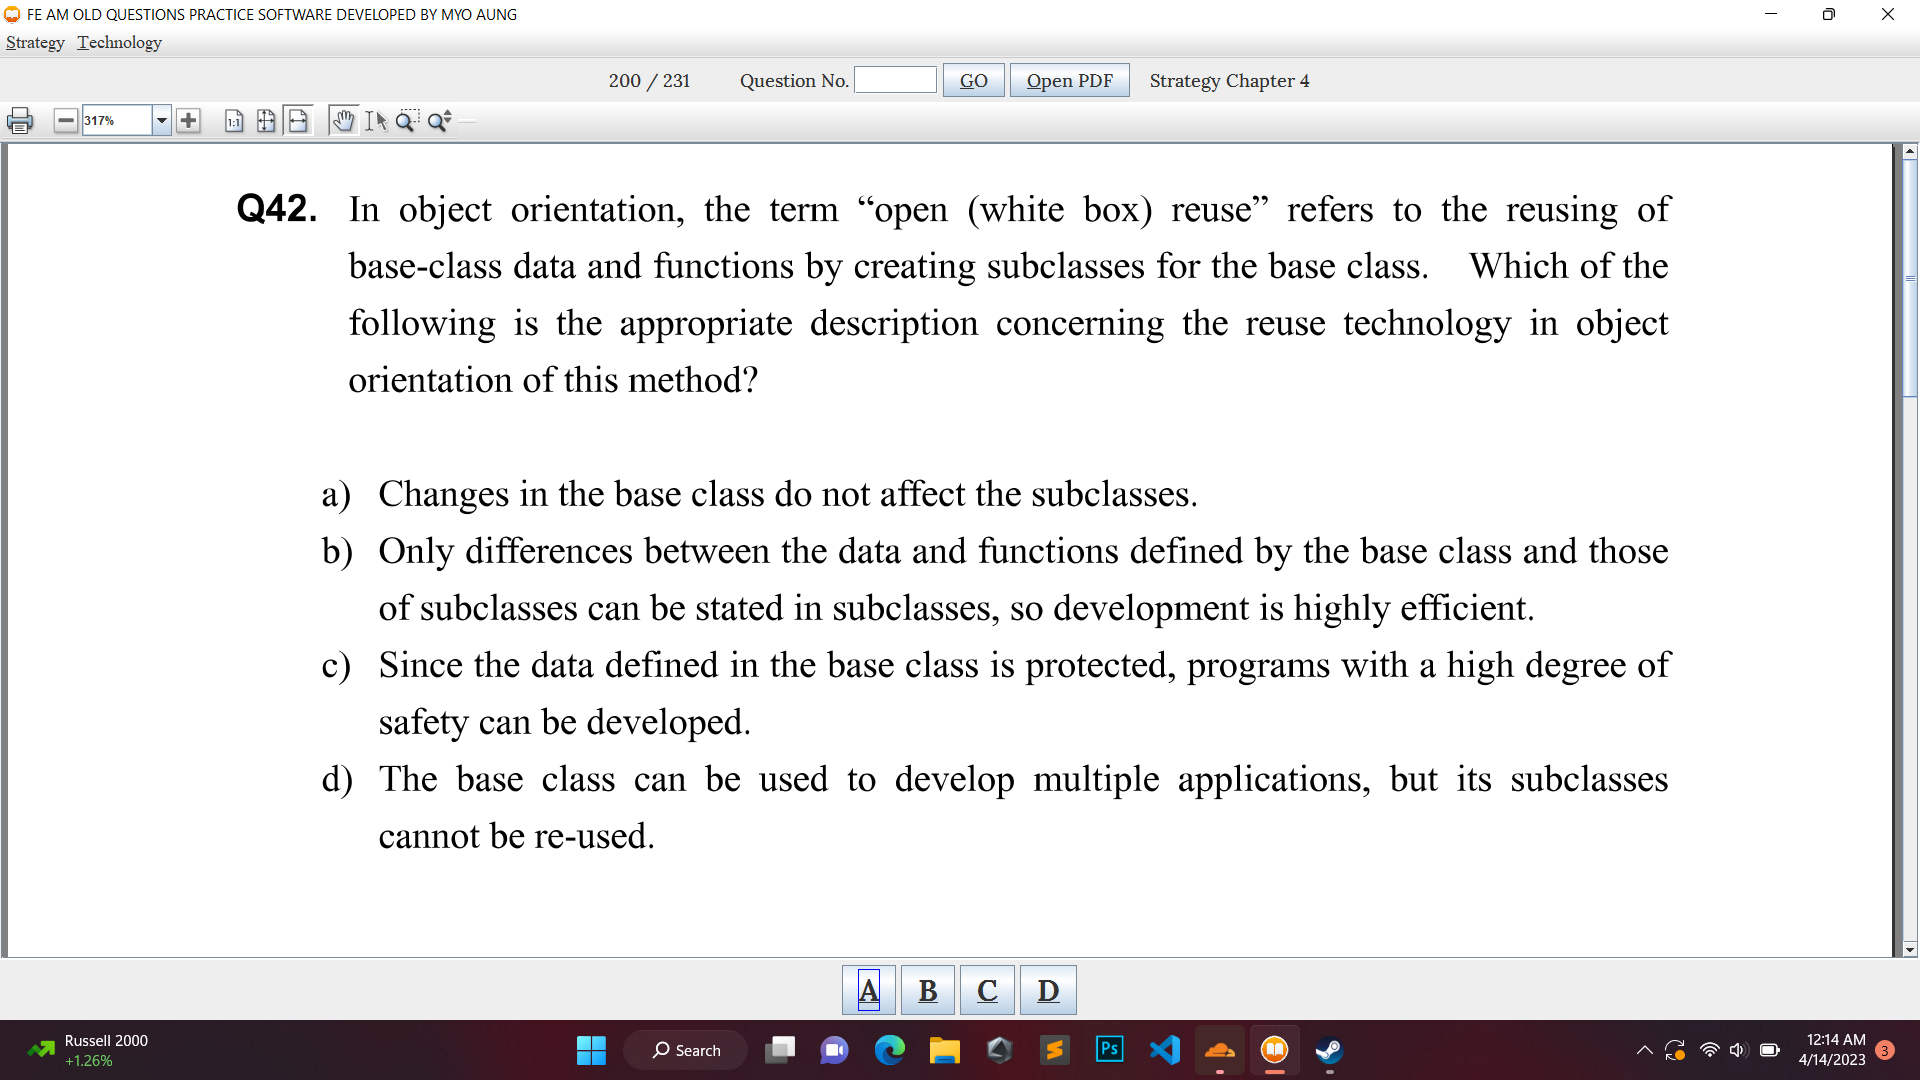 FE AM OLD QUESTIONS PRACTICE SOFTWARE DEVELOPED BY MYO AUNG
Strategy Technology
200 / 231 Question No. GO Open PDF Strategy Chapter 4
317% 1:1
Q42. In object orientation, the term “open (white box) reuse” refers to the reusing of
base-class data and functions by creating subclasses for the base class. Which of the
following is the appropriate description concerning the reuse technology in object
orientation of this method?
a) Changes in the base class do not affect the subclasses.
b) Only differences between the data and functions defined by the base class and those
of subclasses can be stated in subclasses, so development is highly efficient.
c) Since the data defined in the base class is protected, programs with a high degree of
safety can be developed.
d) The base class can be used to develop multiple applications, but its subclasses
cannot be re-used.
A B C D
Russell 2000
+1.26%
Search
Ps
12:14 AM
4/14/2023
3